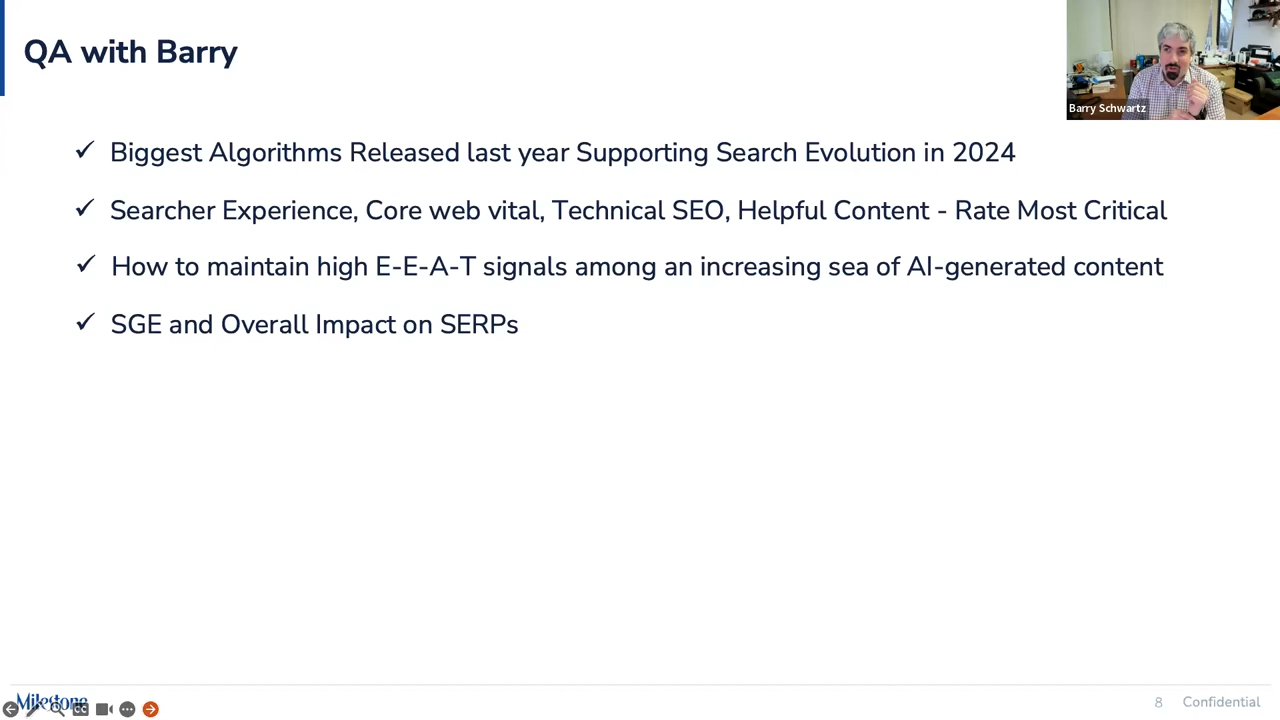 QA with Barry
Barry Schwartz
✓ Biggest Algorithms Released last year Supporting Search Evolution in 2024
✓ Searcher Experience, Core web vital, Technical SEO, Helpful Content - Rate Most Critical
✓ How to maintain high E-E-A-T signals among an increasing sea of AI-generated content
✓ SGE and Overall Impact on SERPs
Milestone
CC
8 Confidential